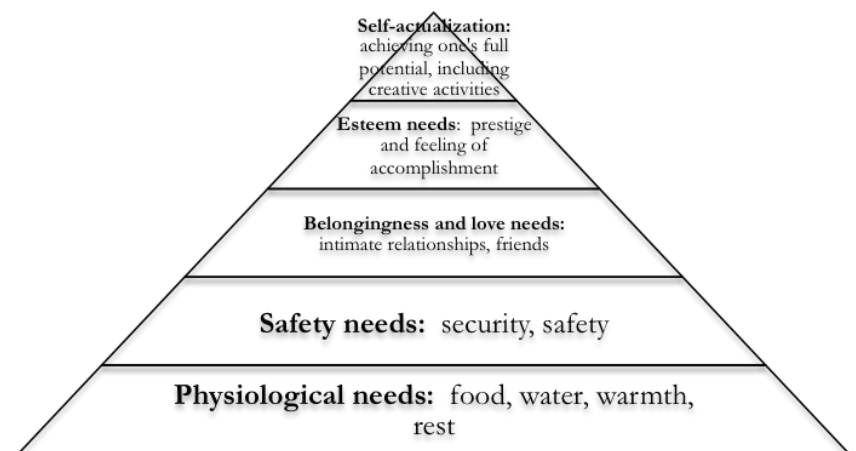 Self-actualization:
achieving one's full
potential, including
creative activities
Esteem needs: prestige
and feeling of
accomplishment
Belongingness and love needs:
intimate relationships, friends
Safety needs: security, safety
Physiological needs: food, water, warmth,
rest